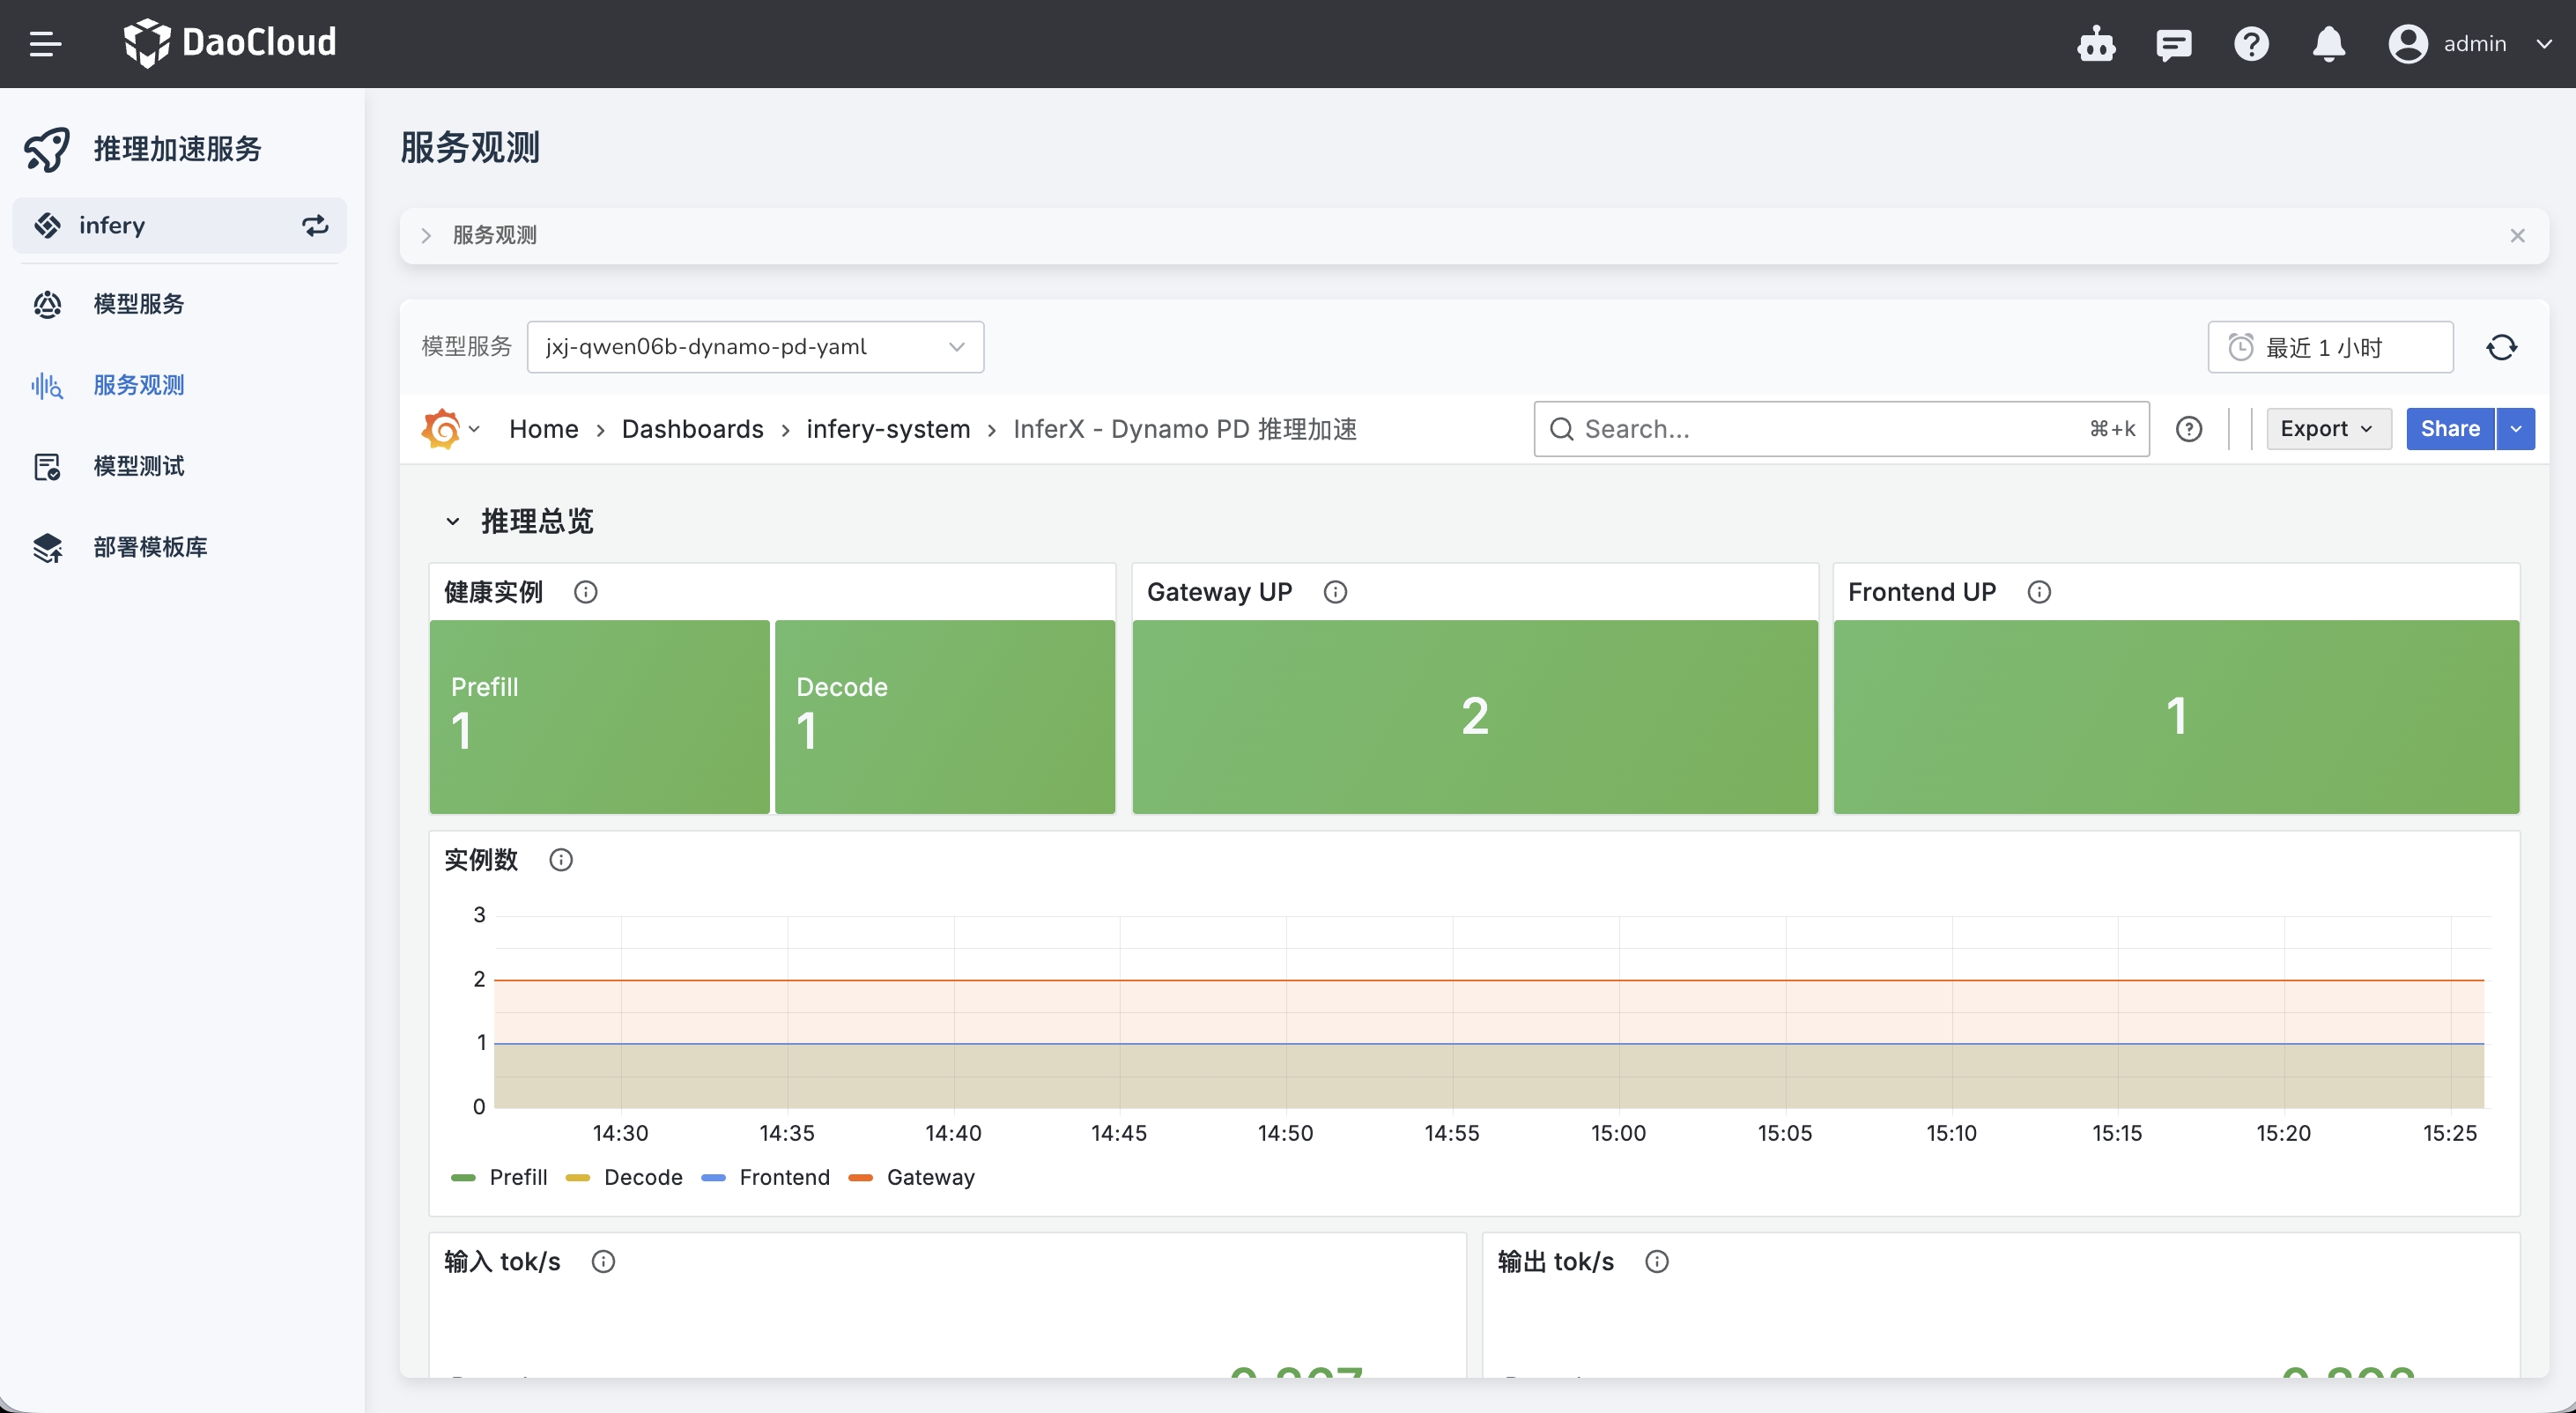 DaoCloud
admin
推理加速服务
infery
模型服务
服务观测
模型测试
部署模板库
服务观测
服务观测
模型服务
jxj-qwen06b-dynamo-pd-yaml
最近 1 小时
Home › Dashboards › infery-system › InferX - Dynamo PD 推理加速
Search...
⌘+k
Export
Share
推理总览
健康实例
Prefill
1
Decode
1
Gateway UP
2
Frontend UP
1
实例数
3
2
1
0
14:30 14:35 14:40 14:45 14:50 14:55 15:00 15:05 15:10 15:15 15:20 15:25
Prefill Decode Frontend Gateway
输入 tok/s
输出 tok/s